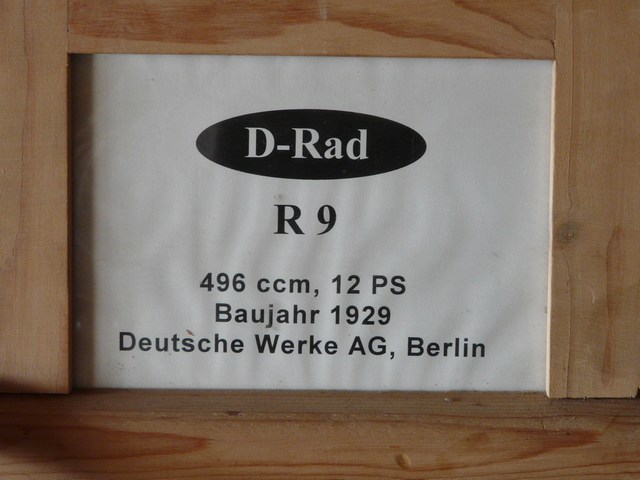 D-Rad
R 9
496 ccm, 12 PS
Baujahr 1929
Deutsche Werke AG, Berlin